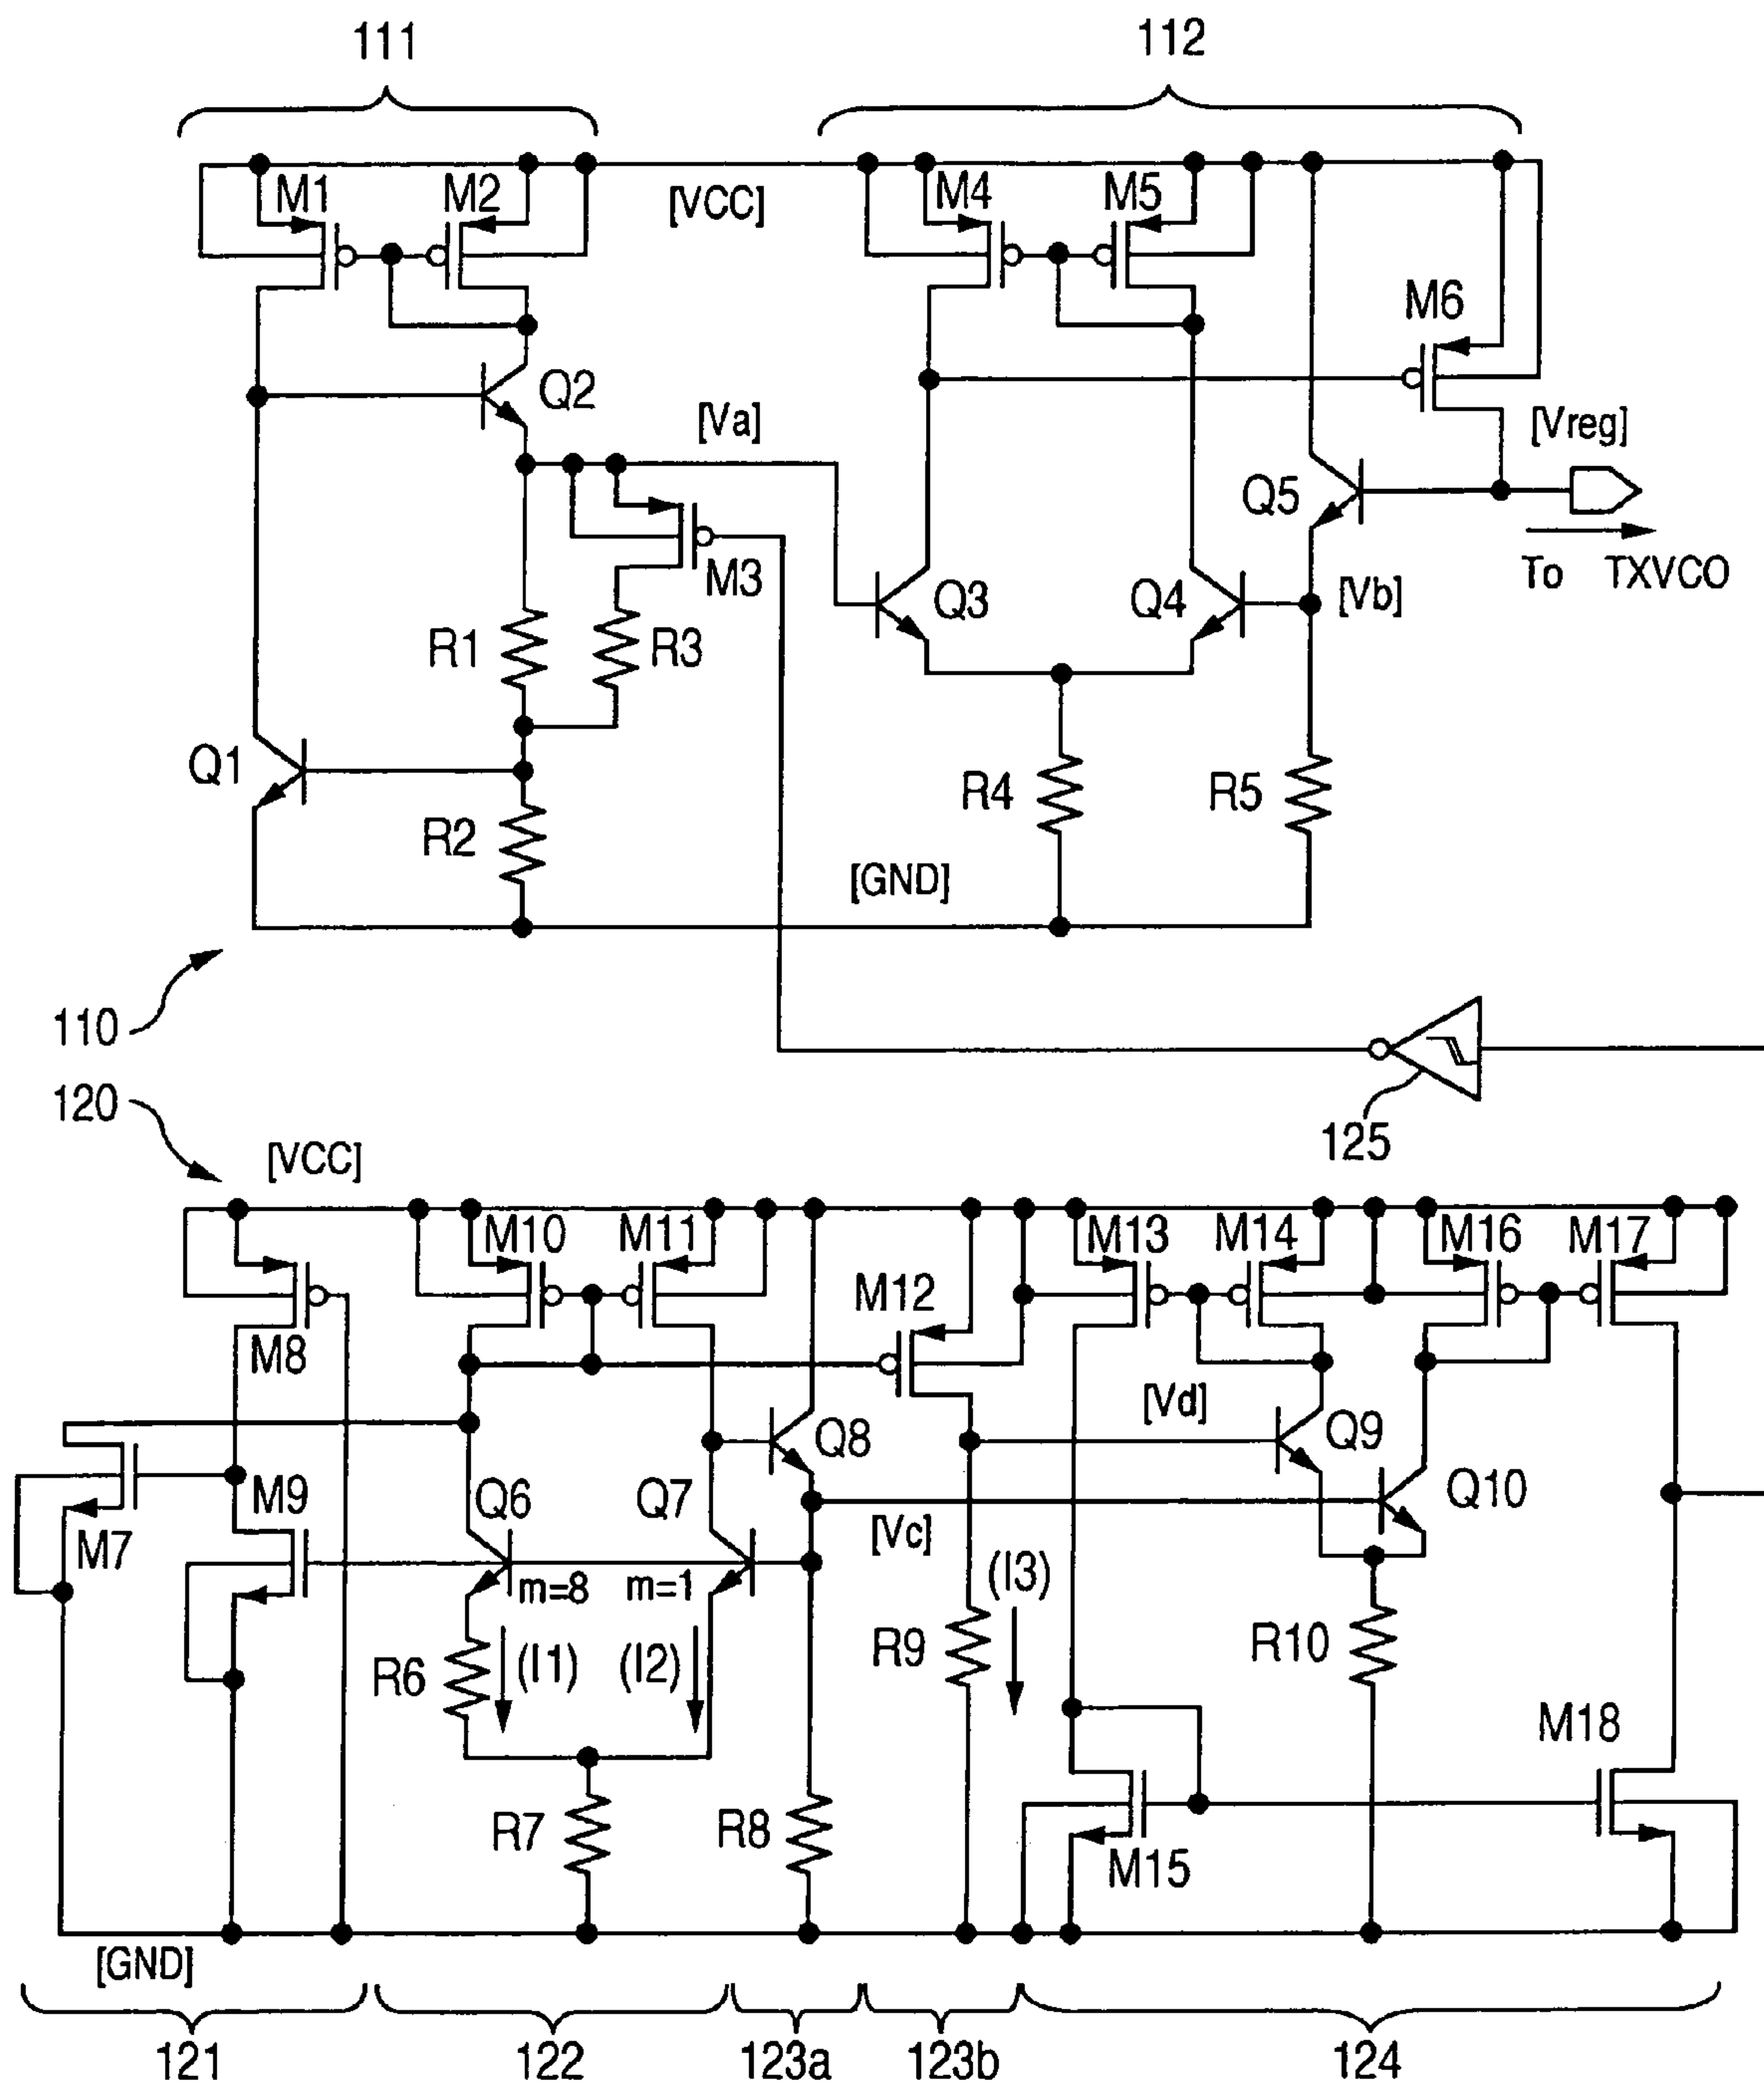 111
112
M1
M2
[VCC]
M4
M5
M6
Q2
[Va]
[Vreg]
Q5
M3
To TXVCO
Q3
Q4
[Vb]
R1
R3
Q1
R4
R5
R2
[GND]
110
120
125
[VCC]
M10
M11
M13
M14
M16
M17
M12
M8
[Vd]
Q8
Q9
M9
Q6
Q7
Q10
M7
[Vc]
m=8
m=1
(I3)
R6
(I1)
(I2)
R9
R10
M18
R7
R8
M15
[GND]
121
122
123a
123b
124